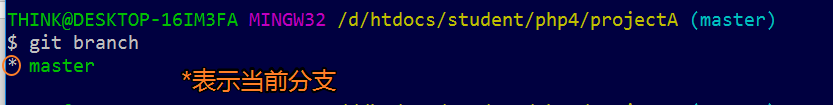 THINK@DESKTOP-16IM3FA MINGW32 /d/htdocs/student/php4/projectA (master)
$ git branch
* master
*表示当前分支